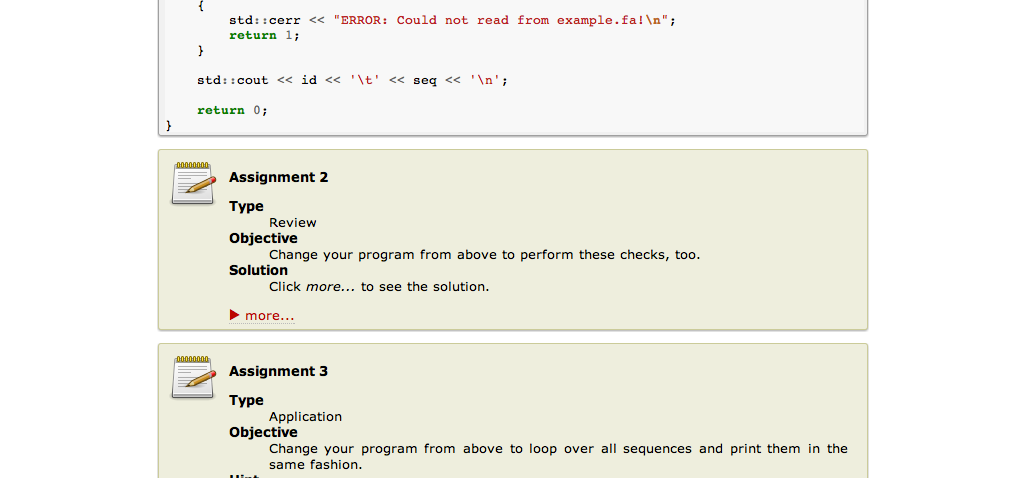 {
std::cerr << "ERROR: Could not read from example.fa!\n";
return 1;
}
std::cout << id << '\t' << seq << '\n';
return 0;
}
Assignment 2
Type
Review
Objective
Change your program from above to perform these checks, too.
Solution
Click more... to see the solution.
more...
Assignment 3
Type
Application
Objective
Change your program from above to loop over all sequences and print them in the
same fashion.